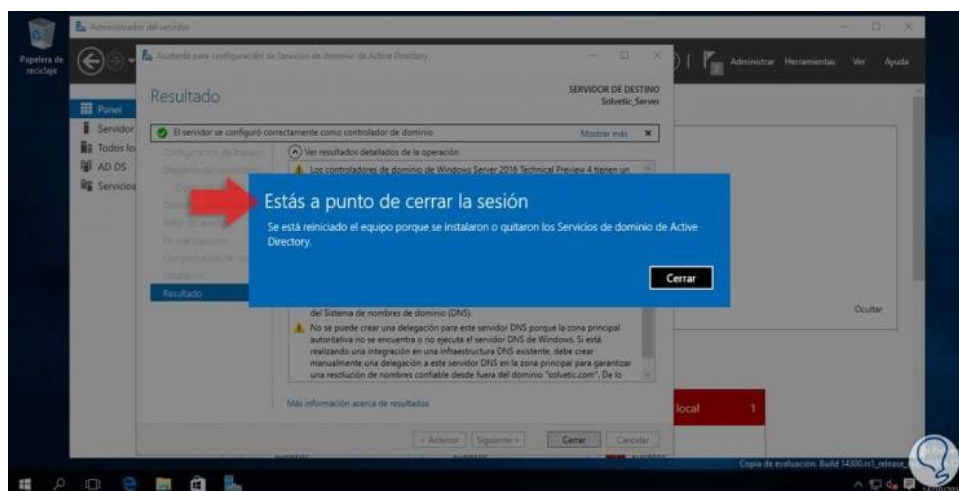 Papelera de
reciclaje
Administrador del servidor
Administrar Herramientas Ver Ayuda
Asistente para configuración de Servicios de dominio de Active Directory
Resultado
SERVIDOR DE DESTINO
Solvetic_Server
Panel
Servidor
Todos lo
AD DS
Servicios
El servidor se configuró correctamente como controlador de dominio
Mostrar más
Ver resultados detallados de la operación
Los controladores de dominio de Windows Server 2016 Technical Preview 4 tienen un
Estás a punto de cerrar la sesión
Se está reiniciado el equipo porque se instalaron o quitaron los Servicios de dominio de Active
Directory.
Cerrar
Resultado
del Sistema de nombres de dominio (DNS).
No se puede crear una delegación para este servidor DNS porque la zona principal
autoritativa no se encuentra o no ejecuta el servidor DNS de Windows. Si está
realizando una integración en una infraestructura DNS existente, debe crear
manualmente una delegación a este servidor DNS en la zona principal para garantizar
una resolución de nombres confiable desde fuera del dominio "solvetic.com". De lo
Ocultar
Más información acerca de resultados
local 1
< Anterior Siguiente > Cerrar Cancelar
Copia de evaluación. Build 14300.rs1_release_